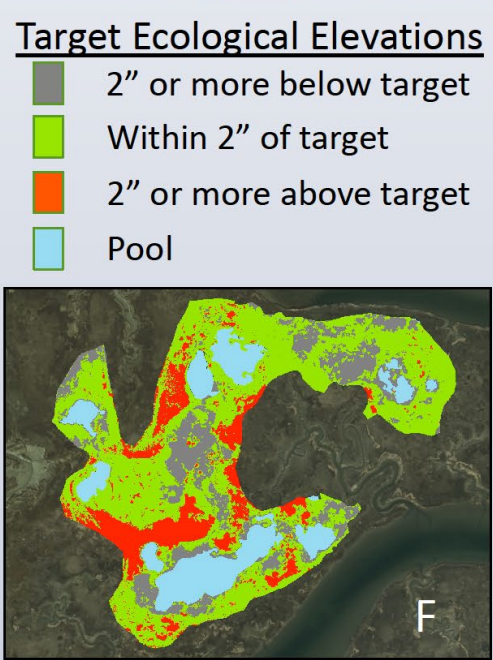 Target Ecological Elevations
2” or more below target
Within 2” of target
2” or more above target
Pool
F